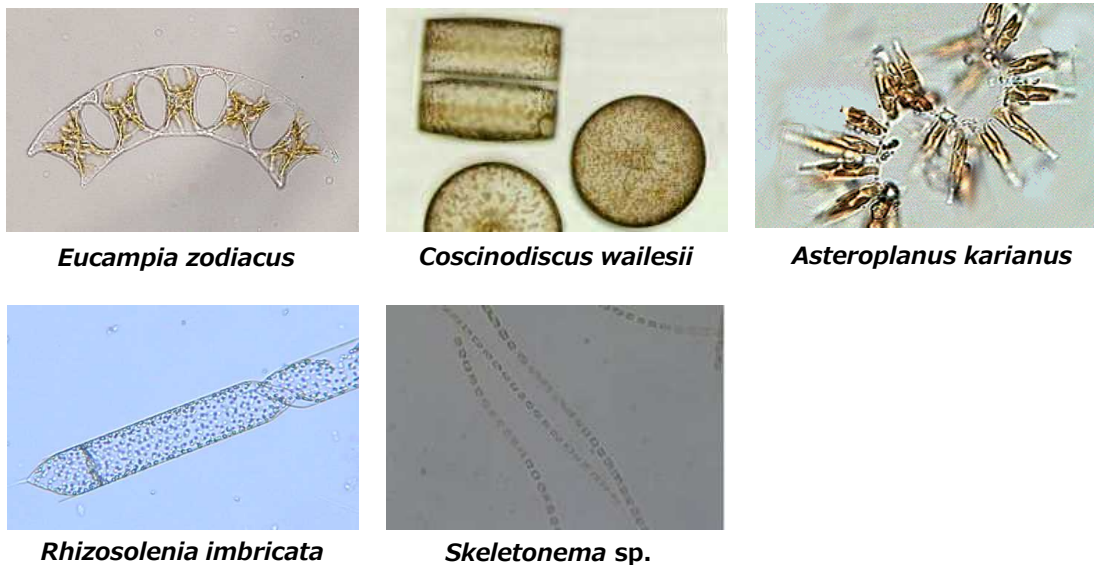 Eucampia zodiacus
Coscinodiscus wailesii
Asteroplanus karianus
Rhizosolenia imbricata
Skeletonema sp.